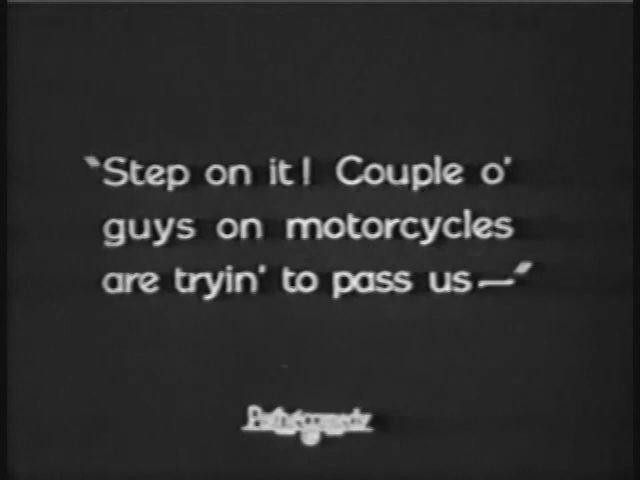 “Step on it! Couple o’
guys on motorcycles
are tryin’ to pass us—”
Pathécomedy